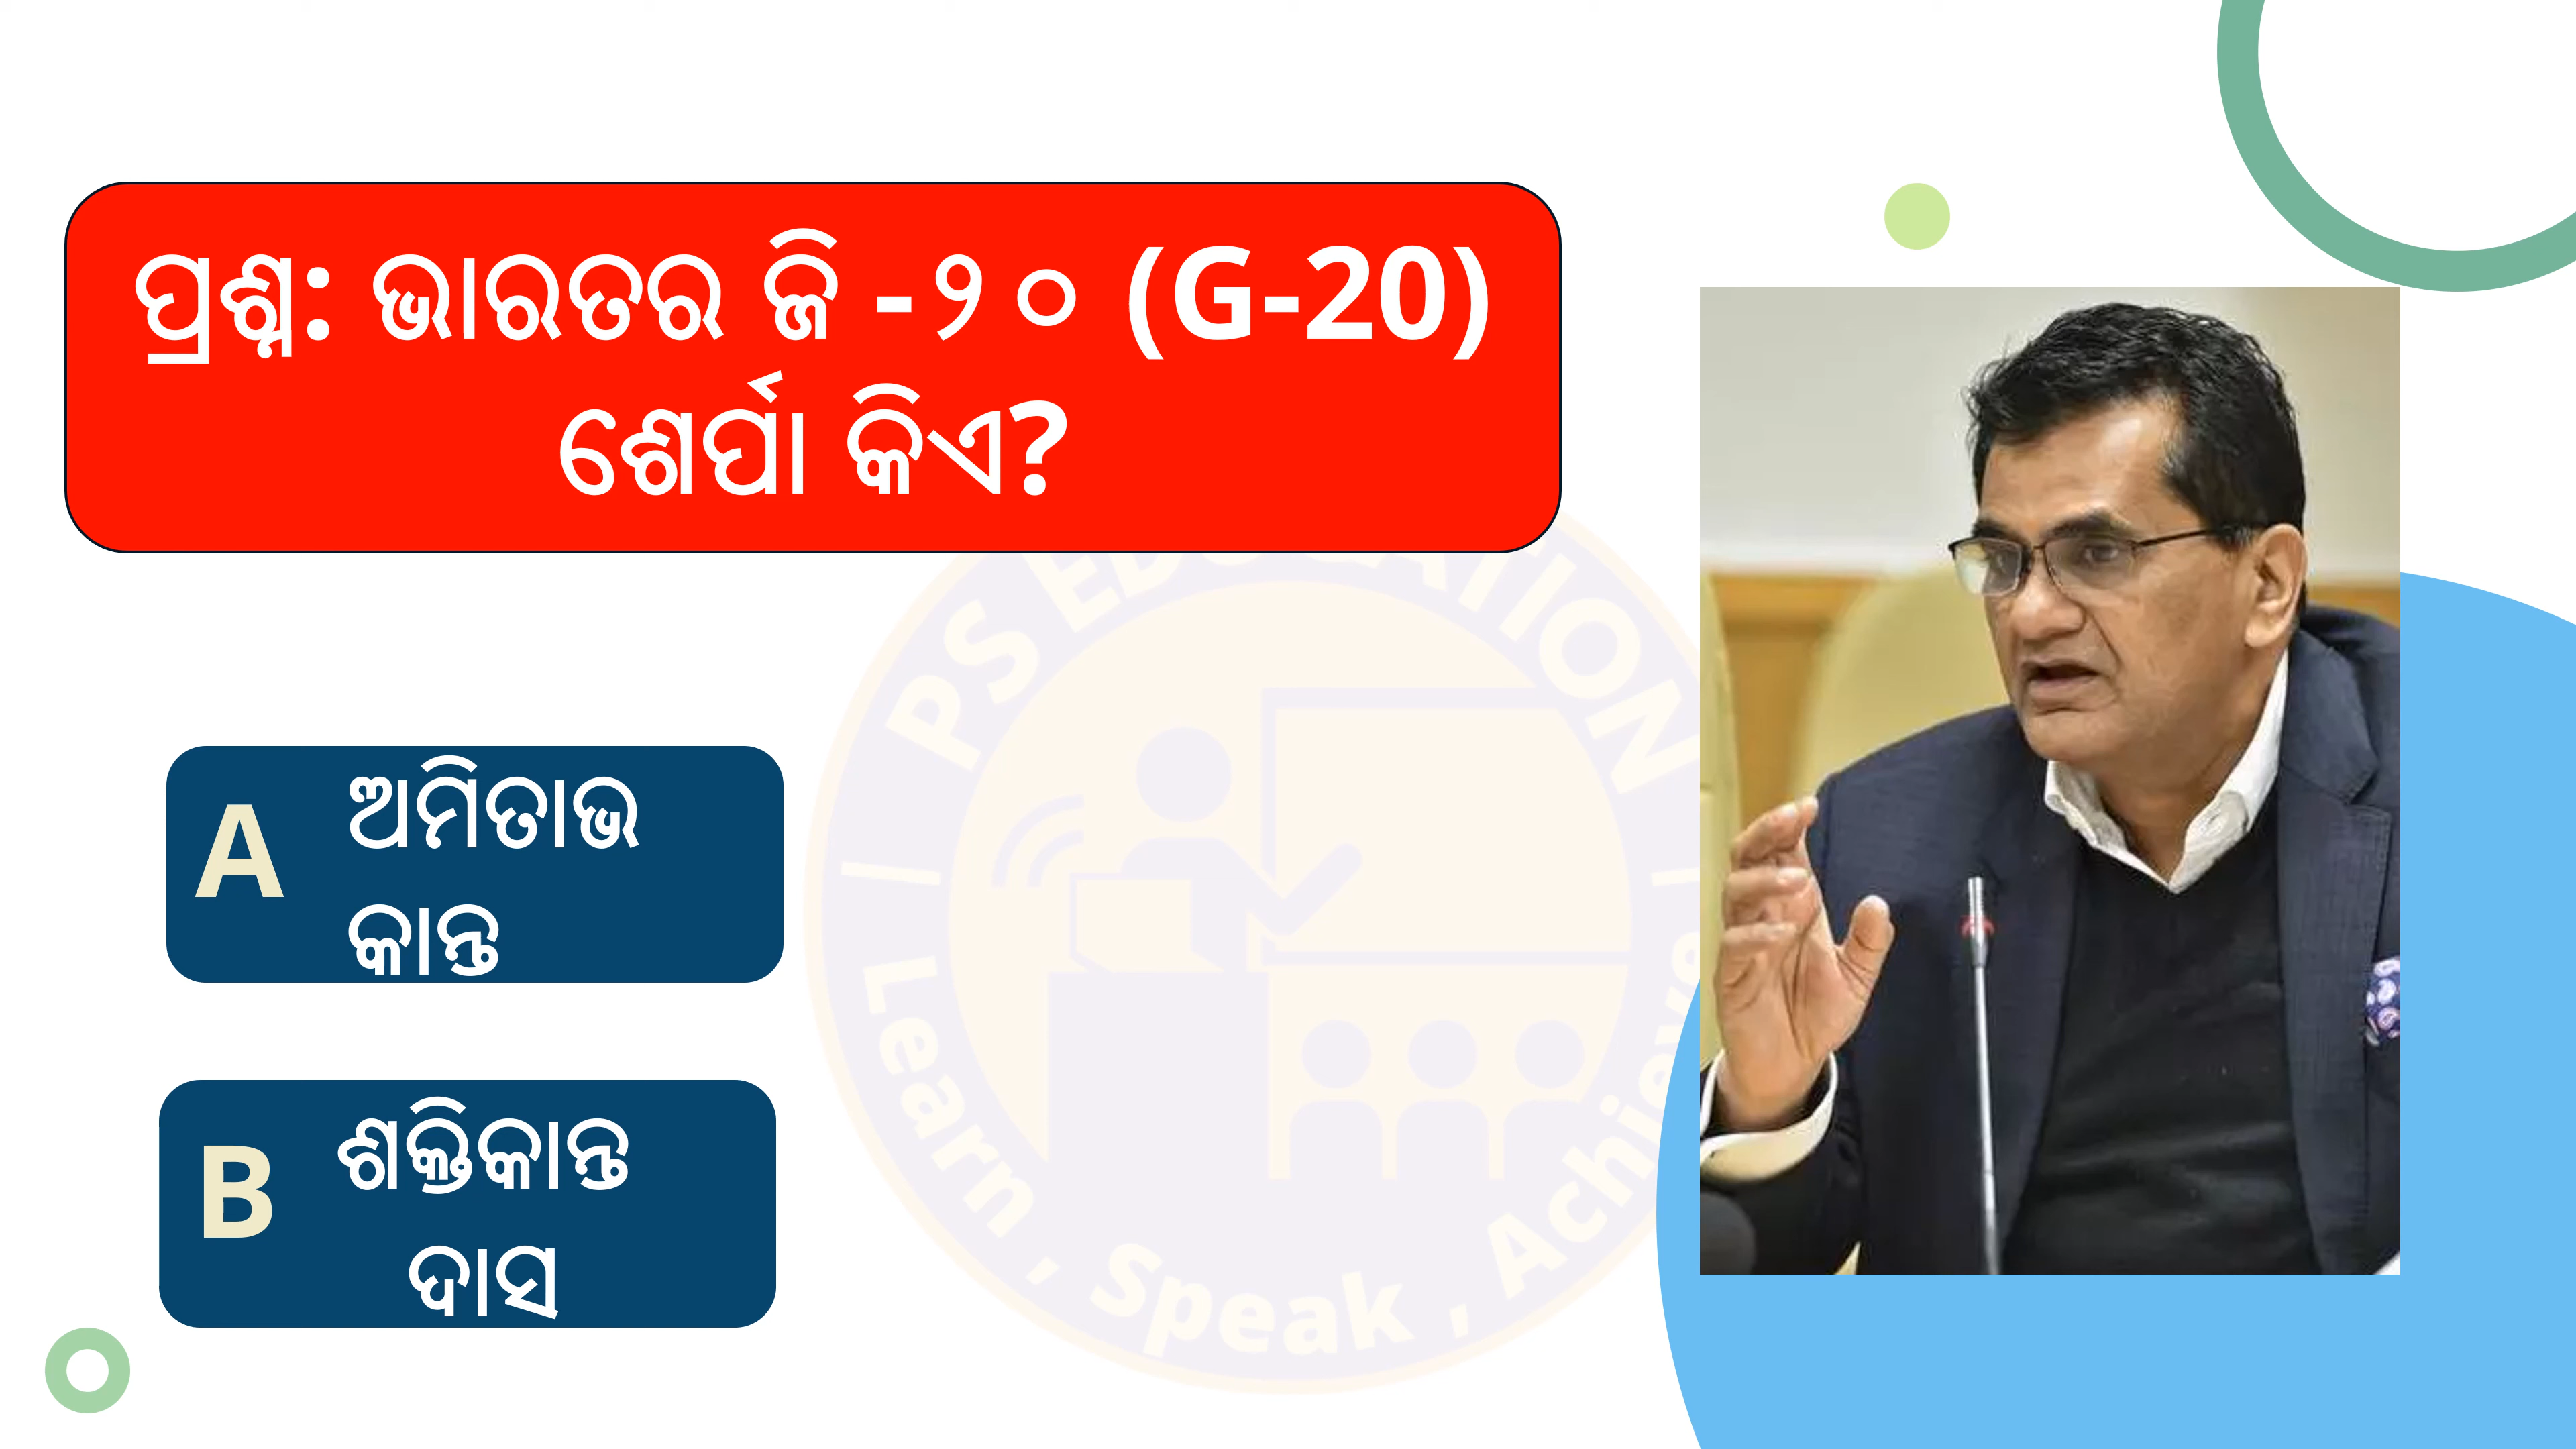 ପ୍ରଶ୍ନ: ଭାରତର ଜି -୨୦ (G-20)
ଶେର୍ପା କିଏ?
A ଅମିତାଭ
କାନ୍ତ
B ଶକ୍ତିକାନ୍ତ
ଦାସ
PS EDUCATION
Learn , Speak , Achieve